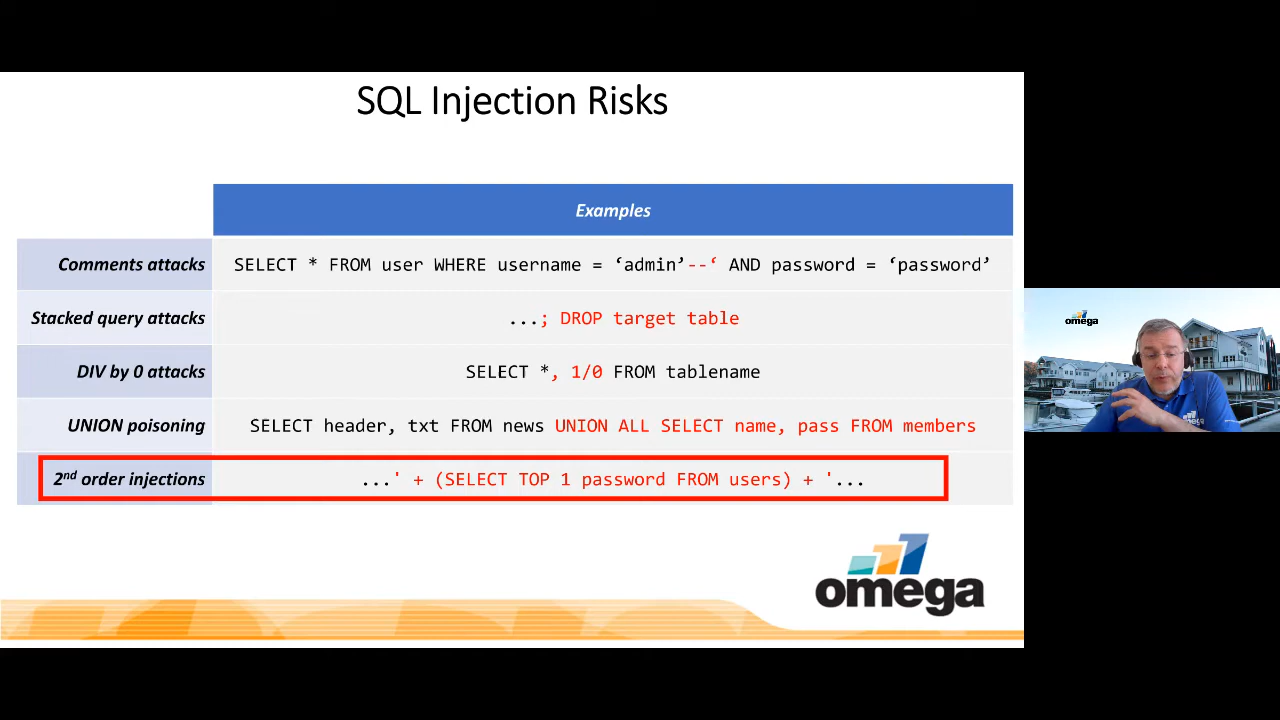 SQL Injection Risks
Examples
Comments attacks SELECT * FROM user WHERE username = ‘admin’--‘ AND password = ‘password’
Stacked query attacks ...; DROP target table
DIV by 0 attacks SELECT *, 1/0 FROM tablename
UNION poisoning SELECT header, txt FROM news UNION ALL SELECT name, pass FROM members
2nd order injections ...' + (SELECT TOP 1 password FROM users) + '...
omega
omega
omega